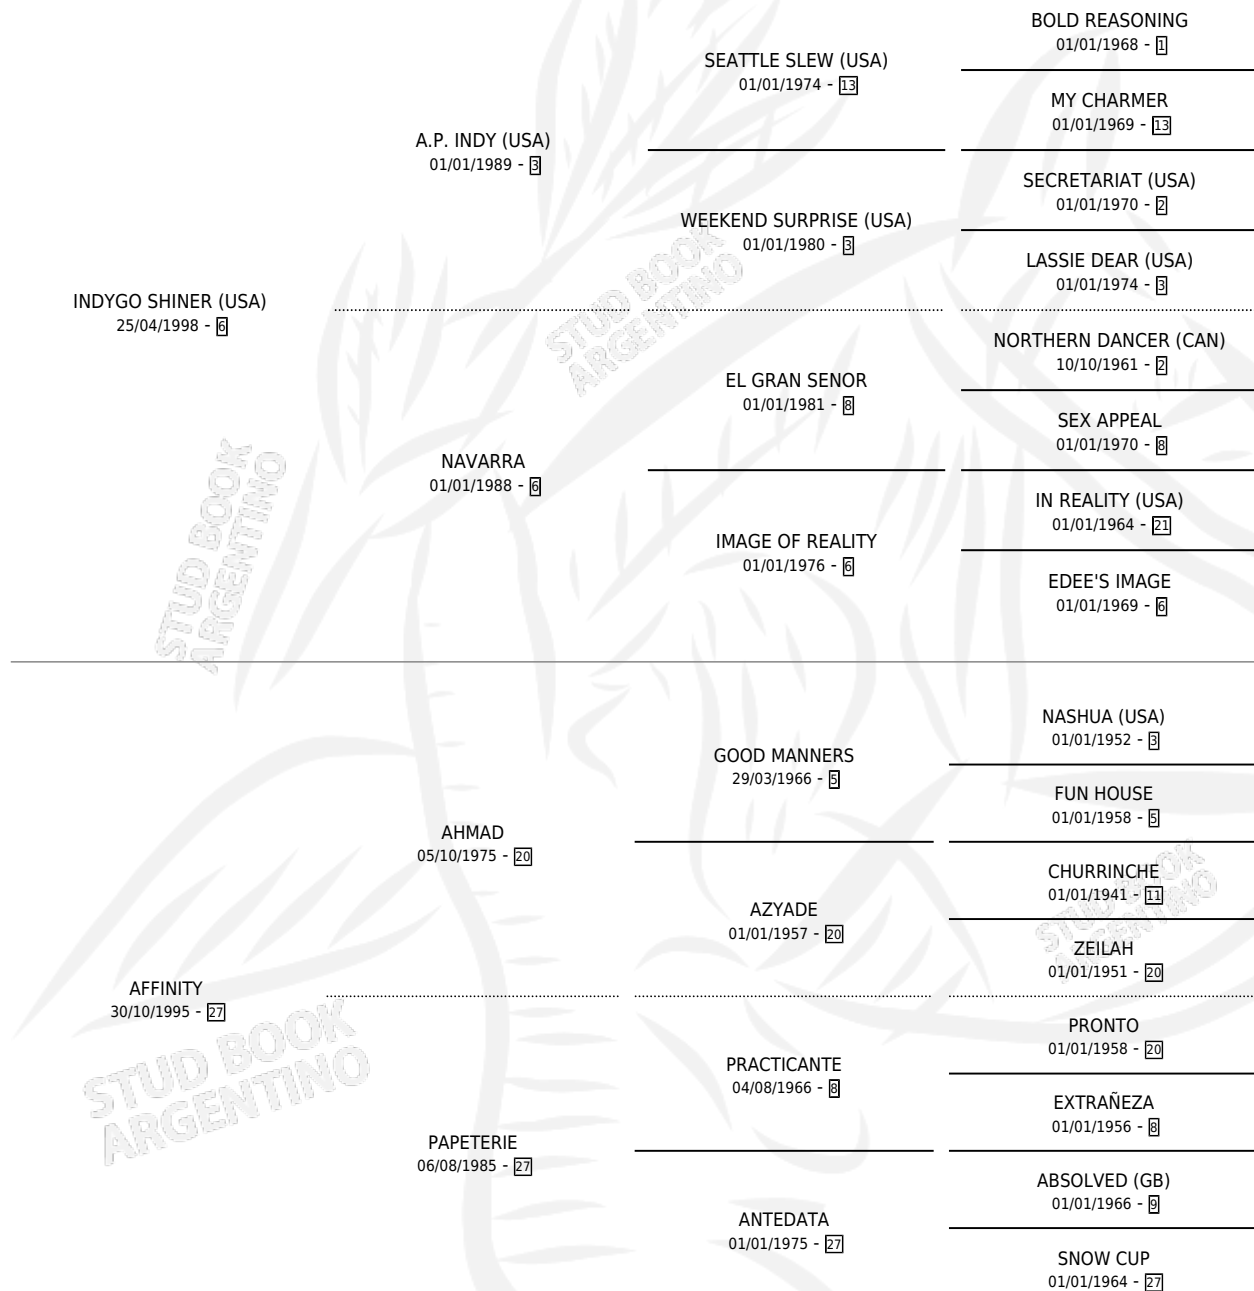 BOLD REASONING
01/01/1968 - 1
SEATTLE SLEW (USA)
01/01/1974 - 13
MY CHARMER
01/01/1969 - 13
A.P. INDY (USA)
01/01/1989 - 3
SECRETARIAT (USA)
01/01/1970 - 2
WEEKEND SURPRISE (USA)
01/01/1980 - 3
LASSIE DEAR (USA)
01/01/1974 - 3
INDYGO SHINER (USA)
25/04/1998 - 6
NORTHERN DANCER (CAN)
10/10/1961 - 2
EL GRAN SENOR
01/01/1981 - 8
SEX APPEAL
01/01/1970 - 8
NAVARRA
01/01/1988 - 6
IN REALITY (USA)
01/01/1964 - 21
IMAGE OF REALITY
01/01/1976 - 6
EDEE'S IMAGE
01/01/1969 - 6
NASHUA (USA)
01/01/1952 - 3
GOOD MANNERS
29/03/1966 - 5
FUN HOUSE
01/01/1958 - 5
AHMAD
05/10/1975 - 20
CHURRINCHE
01/01/1941 - 11
AZYADE
01/01/1957 - 20
ZEILAH
01/01/1951 - 20
AFFINITY
30/10/1995 - 27
PRONTO
01/01/1958 - 20
PRACTICANTE
04/08/1966 - 8
EXTRAÑEZA
01/01/1956 - 8
PAPETERIE
06/08/1985 - 27
ABSOLVED (GB)
01/01/1966 - 9
ANTEDATA
01/01/1975 - 27
SNOW CUP
01/01/1964 - 27
STUD BOOK
ARGENTINO
STUD BOOK
ARGENTINO
STUD BOOK
ARGENTINO
STUD BOOK
ARGENTINO